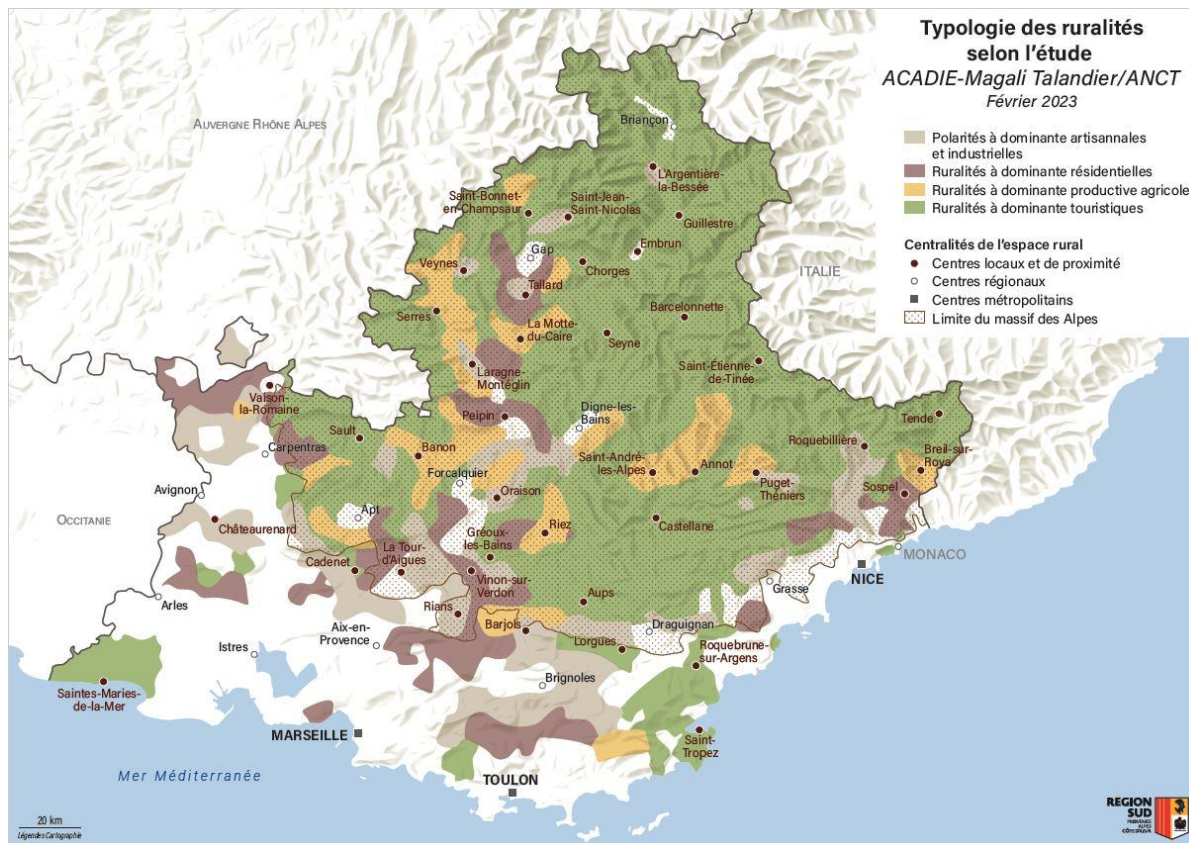 Typologie des ruralités
selon l'étude
ACADIE-Magali Talandier/ANCT
Février 2023
Polarités à dominante artisannales
et industrielles
Ruralités à dominante résidentielles
Ruralités à dominante productive agricole
Ruralités à dominante touristiques
Centralités de l'espace rural
Centres locaux et de proximité
Centres régionaux
Centres métropolitains
Limite du massif des Alpes
AUVERGNE RHÔNE ALPES
Briançon
L'Argentière-
la-Bessée
Saint-Bonnet-
en-Champsaur
Saint-Jean-
Saint-Nicolas
Guillestre
Gap
Embrun
Veynes
Chorges
ITALIE
Tallard
Serres
Barcelonnette
La Motte-
du-Caire
Seyne
Laragne-
Montéglin
Saint-Étienne-
de-Tinée
Vaison-
la-Romaine
Peipin
Digne-les-
Bains
Tende
Sault
Banon
Roquebillière
Carpentras
Forcalquier
Saint-André-
les-Alpes
Annot
Breil-sur-
Roya
Avignon
Oraison
Puget-
Théniers
Sospel
OCCITANIE
Apt
Châteaurenard
Gréoux-
les-Bains
Riez
Castellane
La Tour-
d'Aigues
MONACO
Cadenet
Vinon-sur-
Verdon
NICE
Grasse
Arles
Rians
Aups
Aix-en-
Provence
Barjols
Draguignan
Istres
Lorgues
Roquebrune-
sur-Argens
Saintes-Maries-
de-la-Mer
Brignoles
MARSEILLE
Saint-
Tropez
Mer Méditerranée
TOULON
20 km
Légendes Cartographie
REGION
SUD
PROVENCE
ALPES
CÔTE D'AZUR